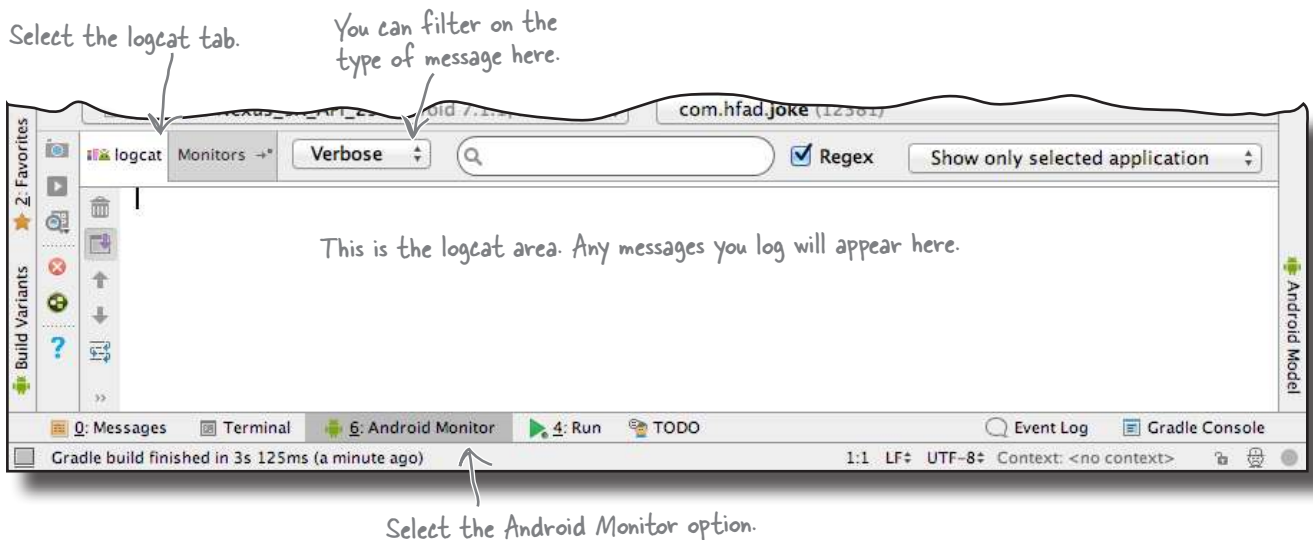 Select the logcat tab.
You can filter on the
type of message here.
com.hfad.joke (12381)
2: Favorites
Build Variants
logcat Monitors Verbose Regex Show only selected application
This is the logcat area. Any messages you log will appear here.
Android Model
0: Messages Terminal 6: Android Monitor 4: Run TODO Event Log Gradle Console
Gradle build finished in 3s 125ms (a minute ago) 1:1 LF UTF-8 Context: <no context>
Select the Android Monitor option.